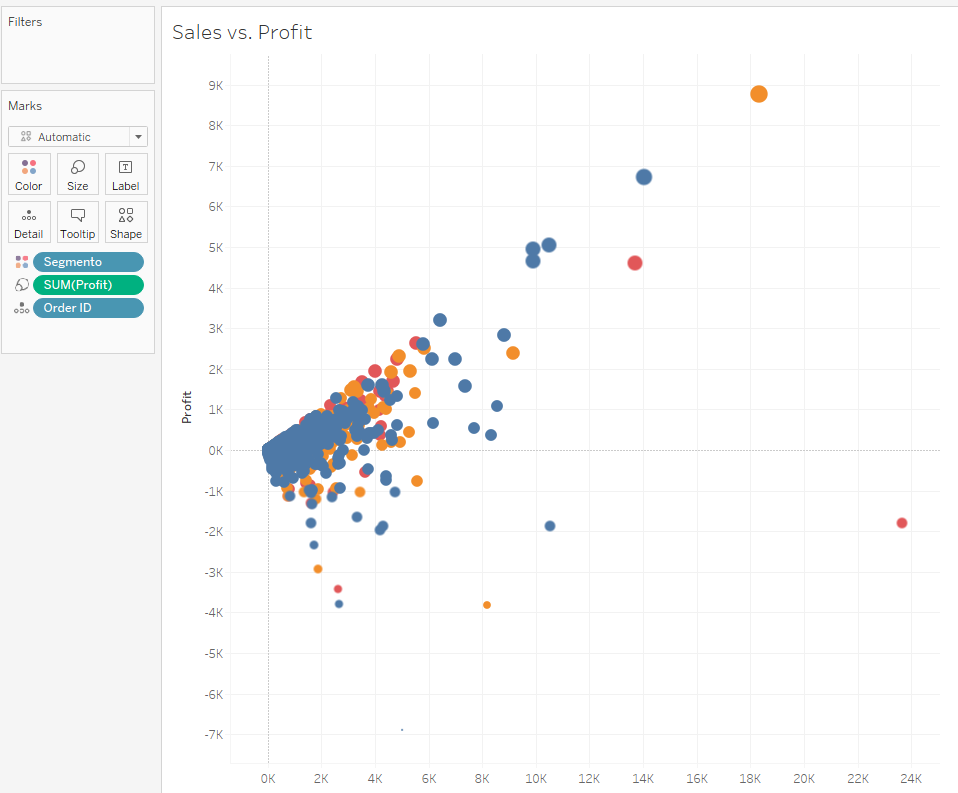 Filters
Marks
Automatic
Color
Size
Label
Detail
Tooltip
Shape
Segmento
SUM(Profit)
Order ID
Sales vs. Profit
Profit
9K
8K
7K
6K
5K
4K
3K
2K
1K
0K
-1K
-2K
-3K
-4K
-5K
-6K
-7K
0K 2K 4K 6K 8K 10K 12K 14K 16K 18K 20K 22K 24K